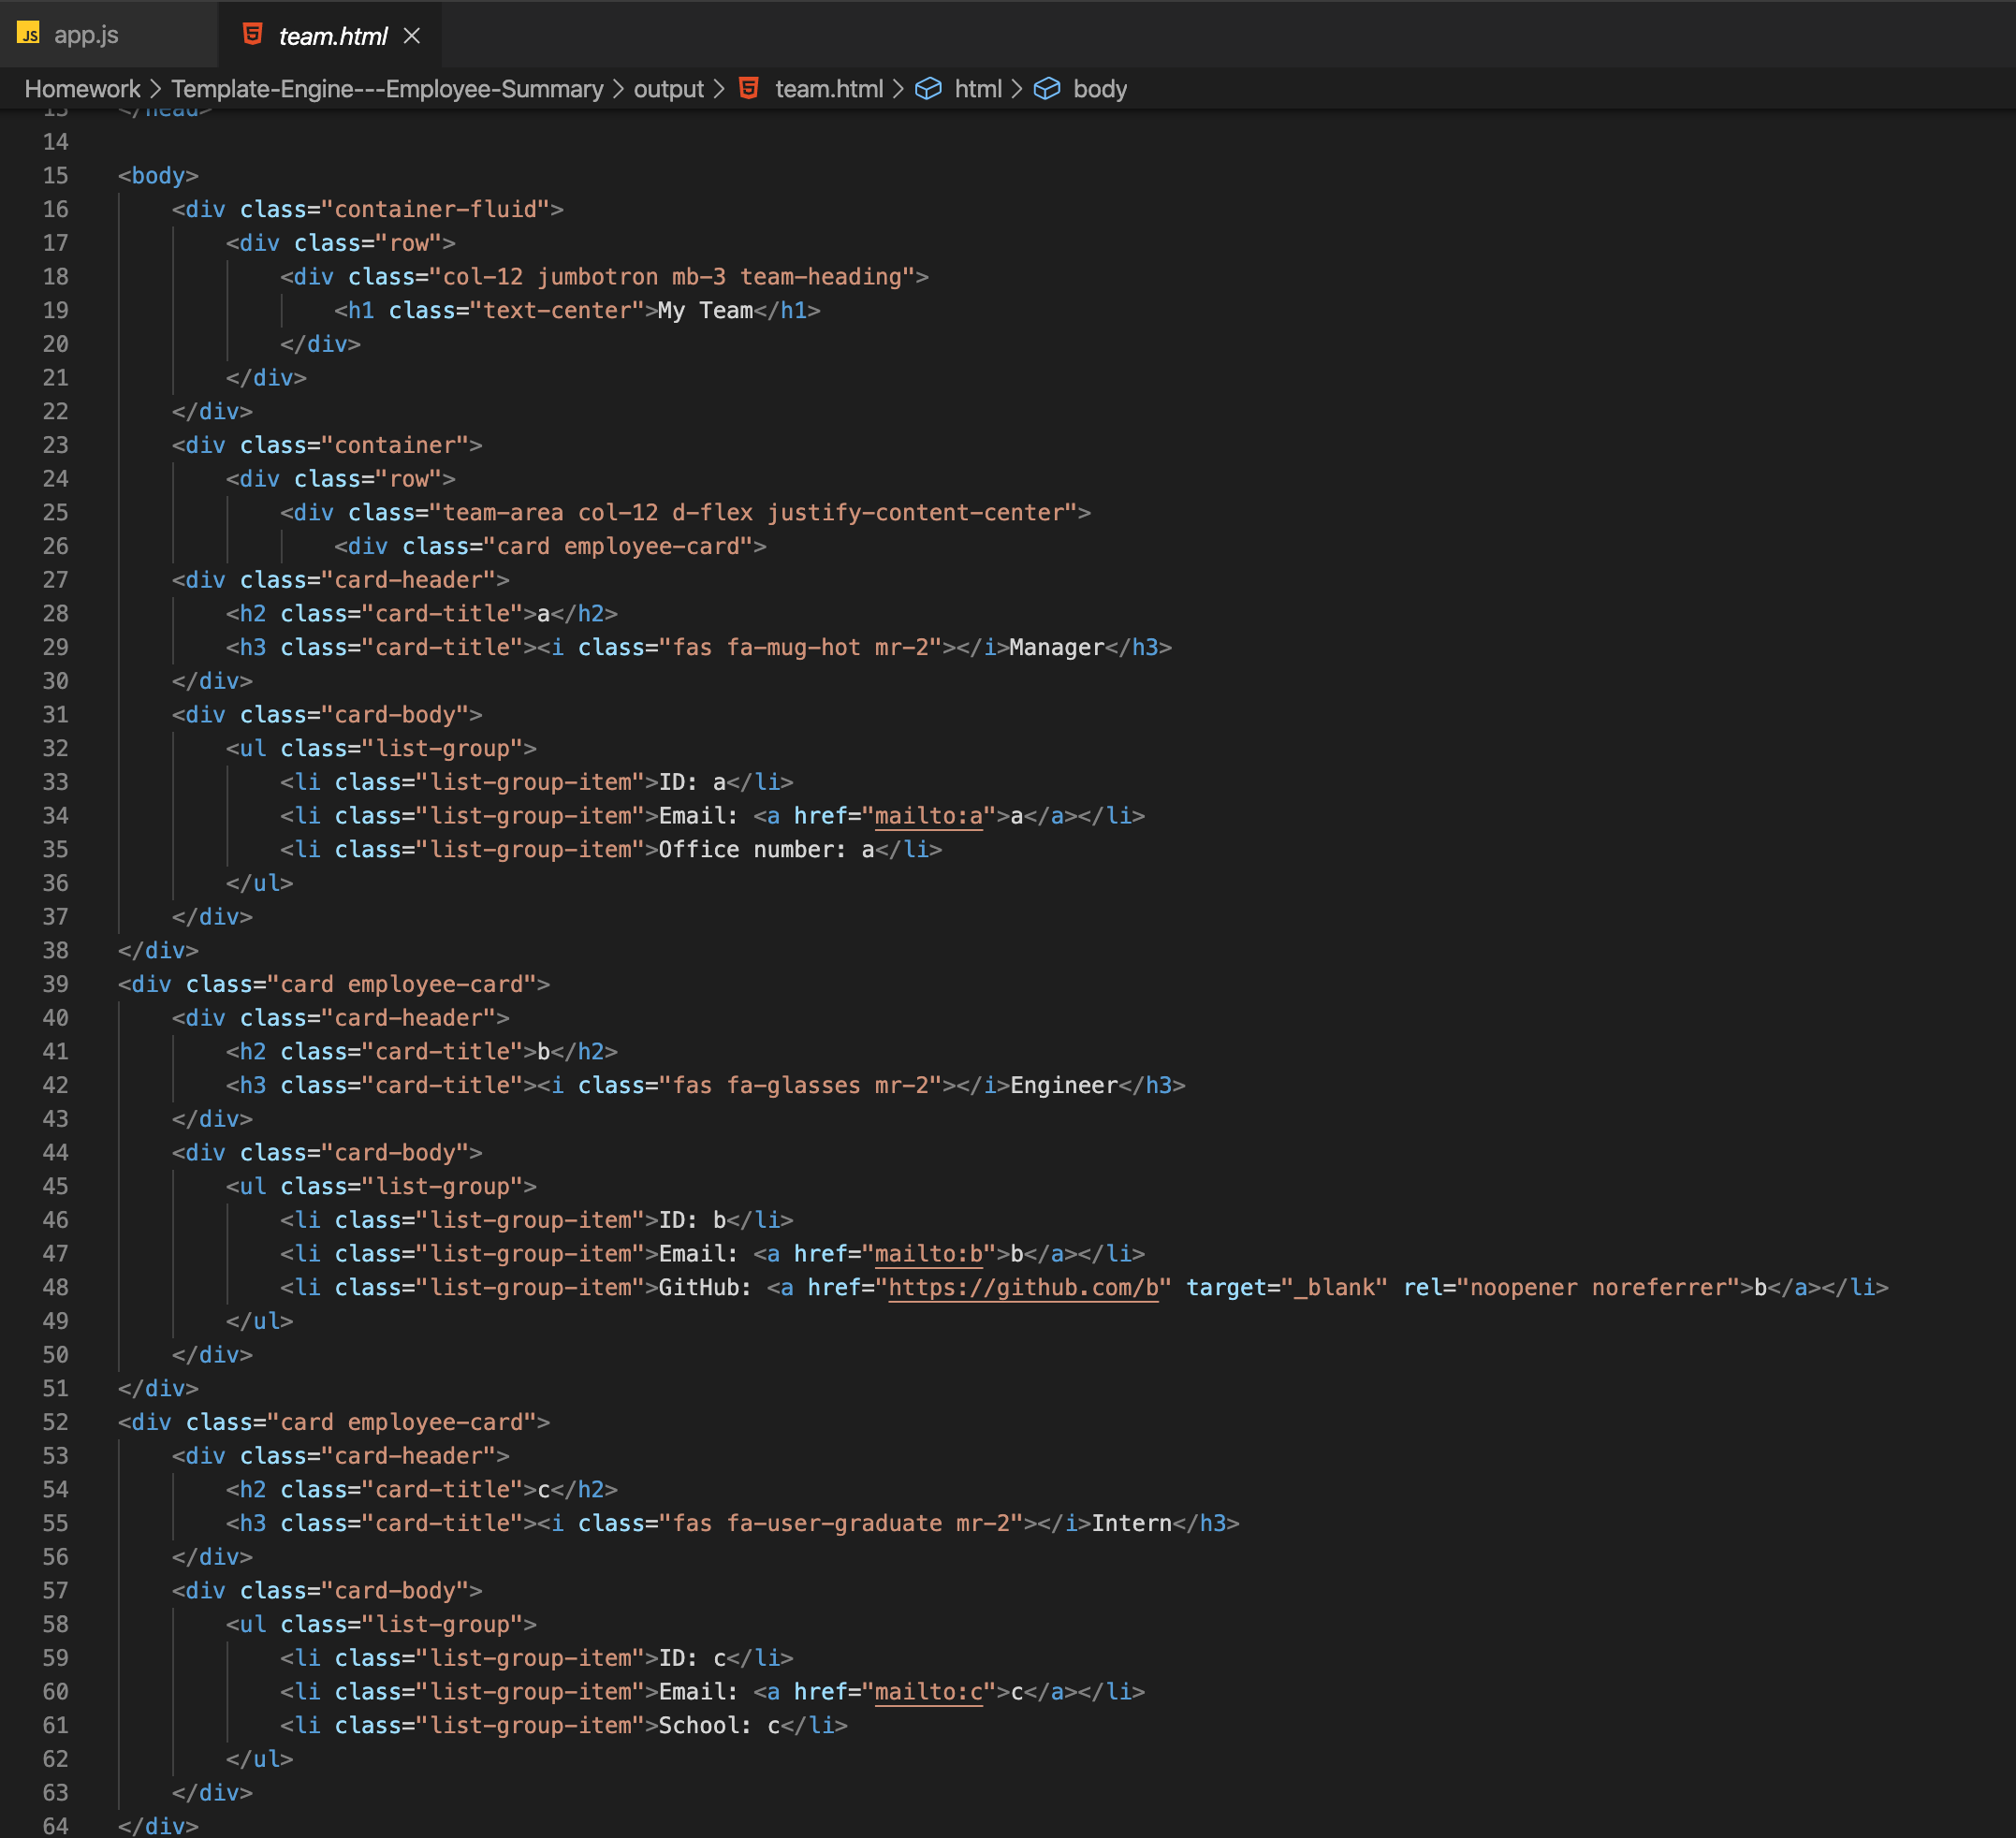 JS app.js
team.html
Homework > Template-Engine---Employee-Summary > output > team.html > html > body
13 </head>
14
15 <body>
16     <div class="container-fluid">
17         <div class="row">
18             <div class="col-12 jumbotron mb-3 team-heading">
19                 <h1 class="text-center">My Team</h1>
20             </div>
21         </div>
22     </div>
23     <div class="container">
24         <div class="row">
25             <div class="team-area col-12 d-flex justify-content-center">
26                 <div class="card employee-card">
27     <div class="card-header">
28         <h2 class="card-title">a</h2>
29         <h3 class="card-title"><i class="fas fa-mug-hot mr-2"></i>Manager</h3>
30     </div>
31     <div class="card-body">
32         <ul class="list-group">
33             <li class="list-group-item">ID: a</li>
34             <li class="list-group-item">Email: <a href="mailto:a">a</a></li>
35             <li class="list-group-item">Office number: a</li>
36         </ul>
37     </div>
38 </div>
39 <div class="card employee-card">
40     <div class="card-header">
41         <h2 class="card-title">b</h2>
42         <h3 class="card-title"><i class="fas fa-glasses mr-2"></i>Engineer</h3>
43     </div>
44     <div class="card-body">
45         <ul class="list-group">
46             <li class="list-group-item">ID: b</li>
47             <li class="list-group-item">Email: <a href="mailto:b">b</a></li>
48             <li class="list-group-item">GitHub: <a href="https://github.com/b" target="_blank" rel="noopener noreferrer">b</a></li>
49         </ul>
50     </div>
51 </div>
52 <div class="card employee-card">
53     <div class="card-header">
54         <h2 class="card-title">c</h2>
55         <h3 class="card-title"><i class="fas fa-user-graduate mr-2"></i>Intern</h3>
56     </div>
57     <div class="card-body">
58         <ul class="list-group">
59             <li class="list-group-item">ID: c</li>
60             <li class="list-group-item">Email: <a href="mailto:c">c</a></li>
61             <li class="list-group-item">School: c</li>
62         </ul>
63     </div>
64 </div>